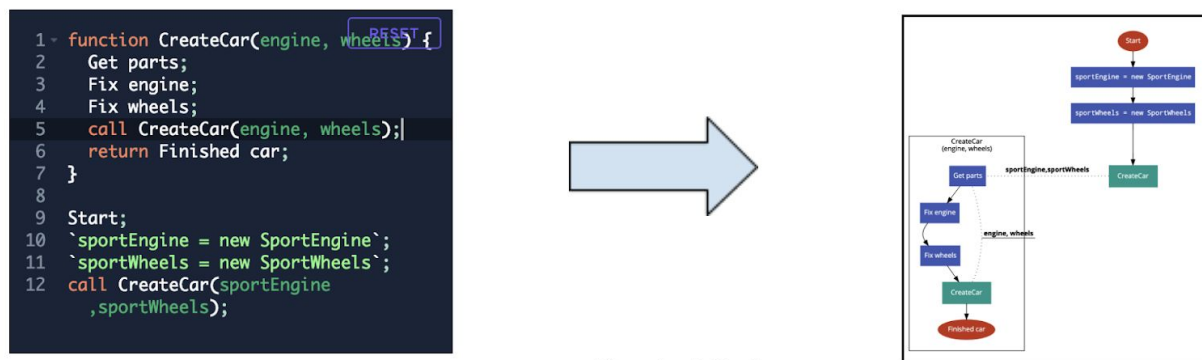 RESET
1 function CreateCar(engine, wheels) {
2 Get parts;
3 Fix engine;
4 Fix wheels;
5 call CreateCar(engine, wheels);
6 return Finished car;
7 }
8
9 Start;
10 `sportEngine = new SportEngine`;
11 `sportWheels = new SportWheels`;
12 call CreateCar(sportEngine
,sportWheels);
Start
sportEngine = new SportEngine
sportWheels = new SportWheels
CreateCar
(engine, wheels)
Get parts
sportEngine,sportWheels
CreateCar
Fix engine
engine, wheels
Fix wheels
CreateCar
Finished car